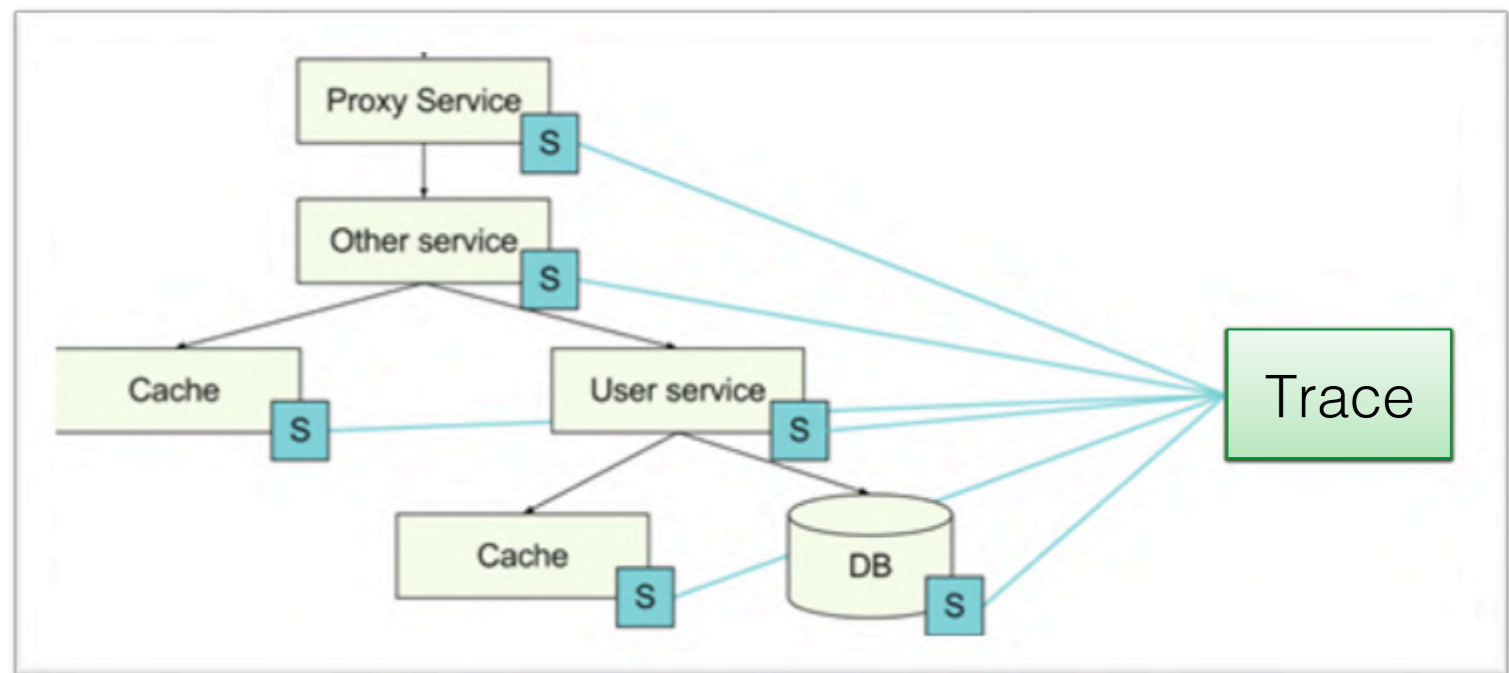 Proxy Service
S
Other service
S
Cache
S
User service
S
Trace
Cache
S
DB
S